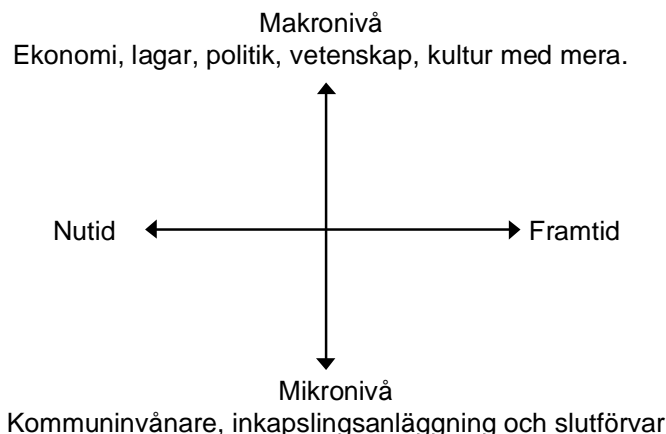 Makronivå
Ekonomi, lagar, politik, vetenskap, kultur med mera.
Nutid
Framtid
Mikronivå
Kommuninvånare, inkapslingsanläggning och slutförvar